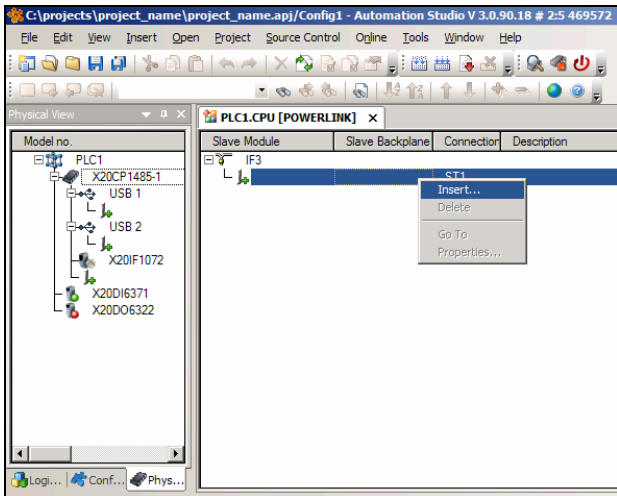 C:\projects\project_name\project_name.apj/Config1 - Automation Studio V 3.0.90.18 # 2:5 469572
File Edit View Insert Open Project Source Control Online Tools Window Help
Physical View
PLC1.CPU [POWERLINK]
Model no.
Slave Module Slave Backplane Connection Description
PLC1
X20CP1485-1
USB 1
USB 2
X20IF1072
X20DI6371
X20DO6322
IF3
ST1
Insert...
Delete
Go To
Properties...
Logi... Conf... Phys...